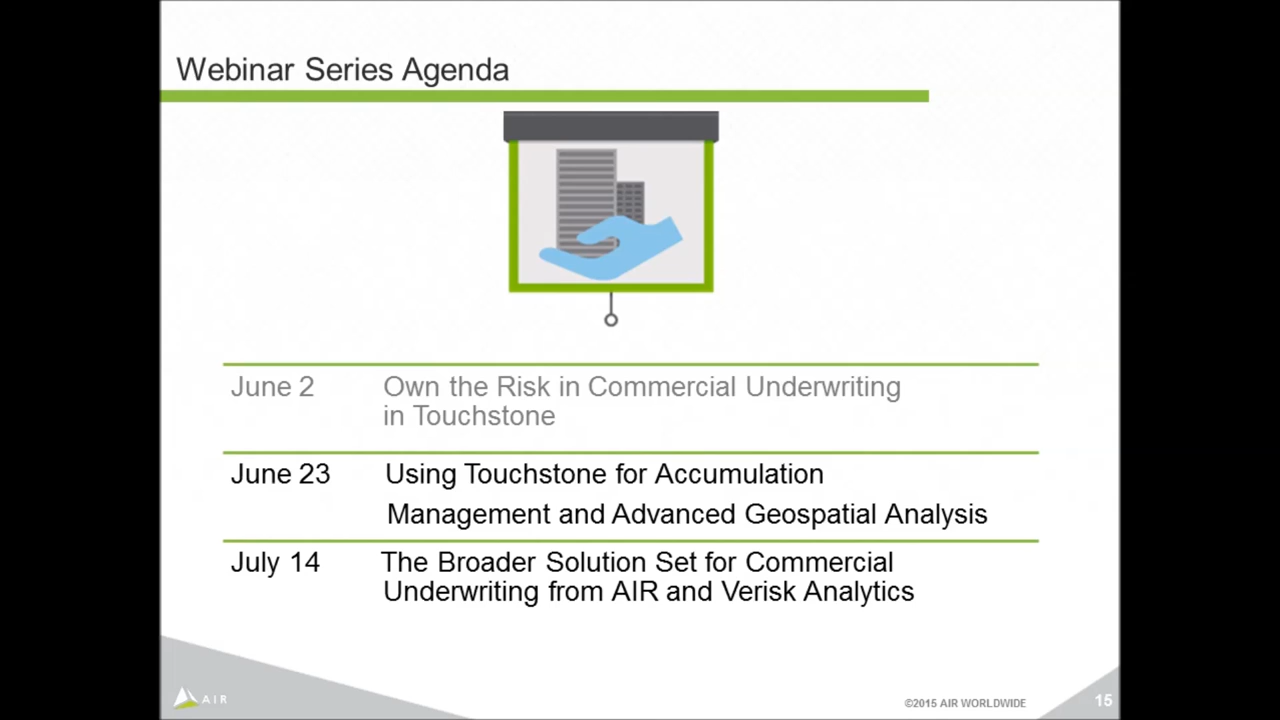 Webinar Series Agenda
June 2 Own the Risk in Commercial Underwriting
in Touchstone
June 23 Using Touchstone for Accumulation
Management and Advanced Geospatial Analysis
July 14 The Broader Solution Set for Commercial
Underwriting from AIR and Verisk Analytics
AIR
©2015 AIR WORLDWIDE
15